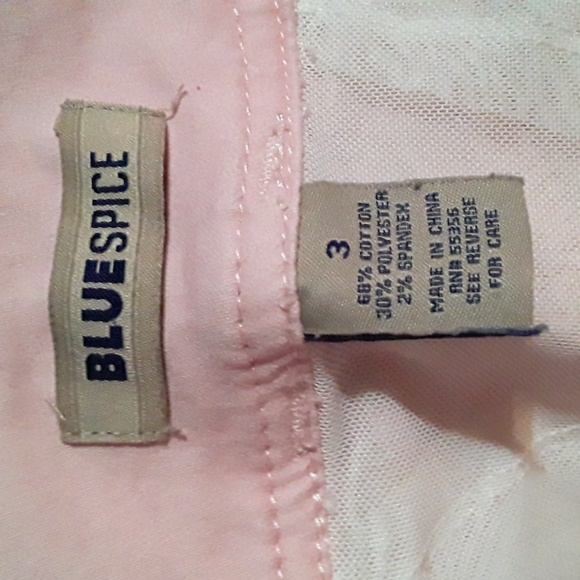 BLUESPICE
3
68% COTTON
30% POLYESTER
2% SPANDEX
MADE IN CHINA
RN# 55356
SEE REVERSE
FOR CARE